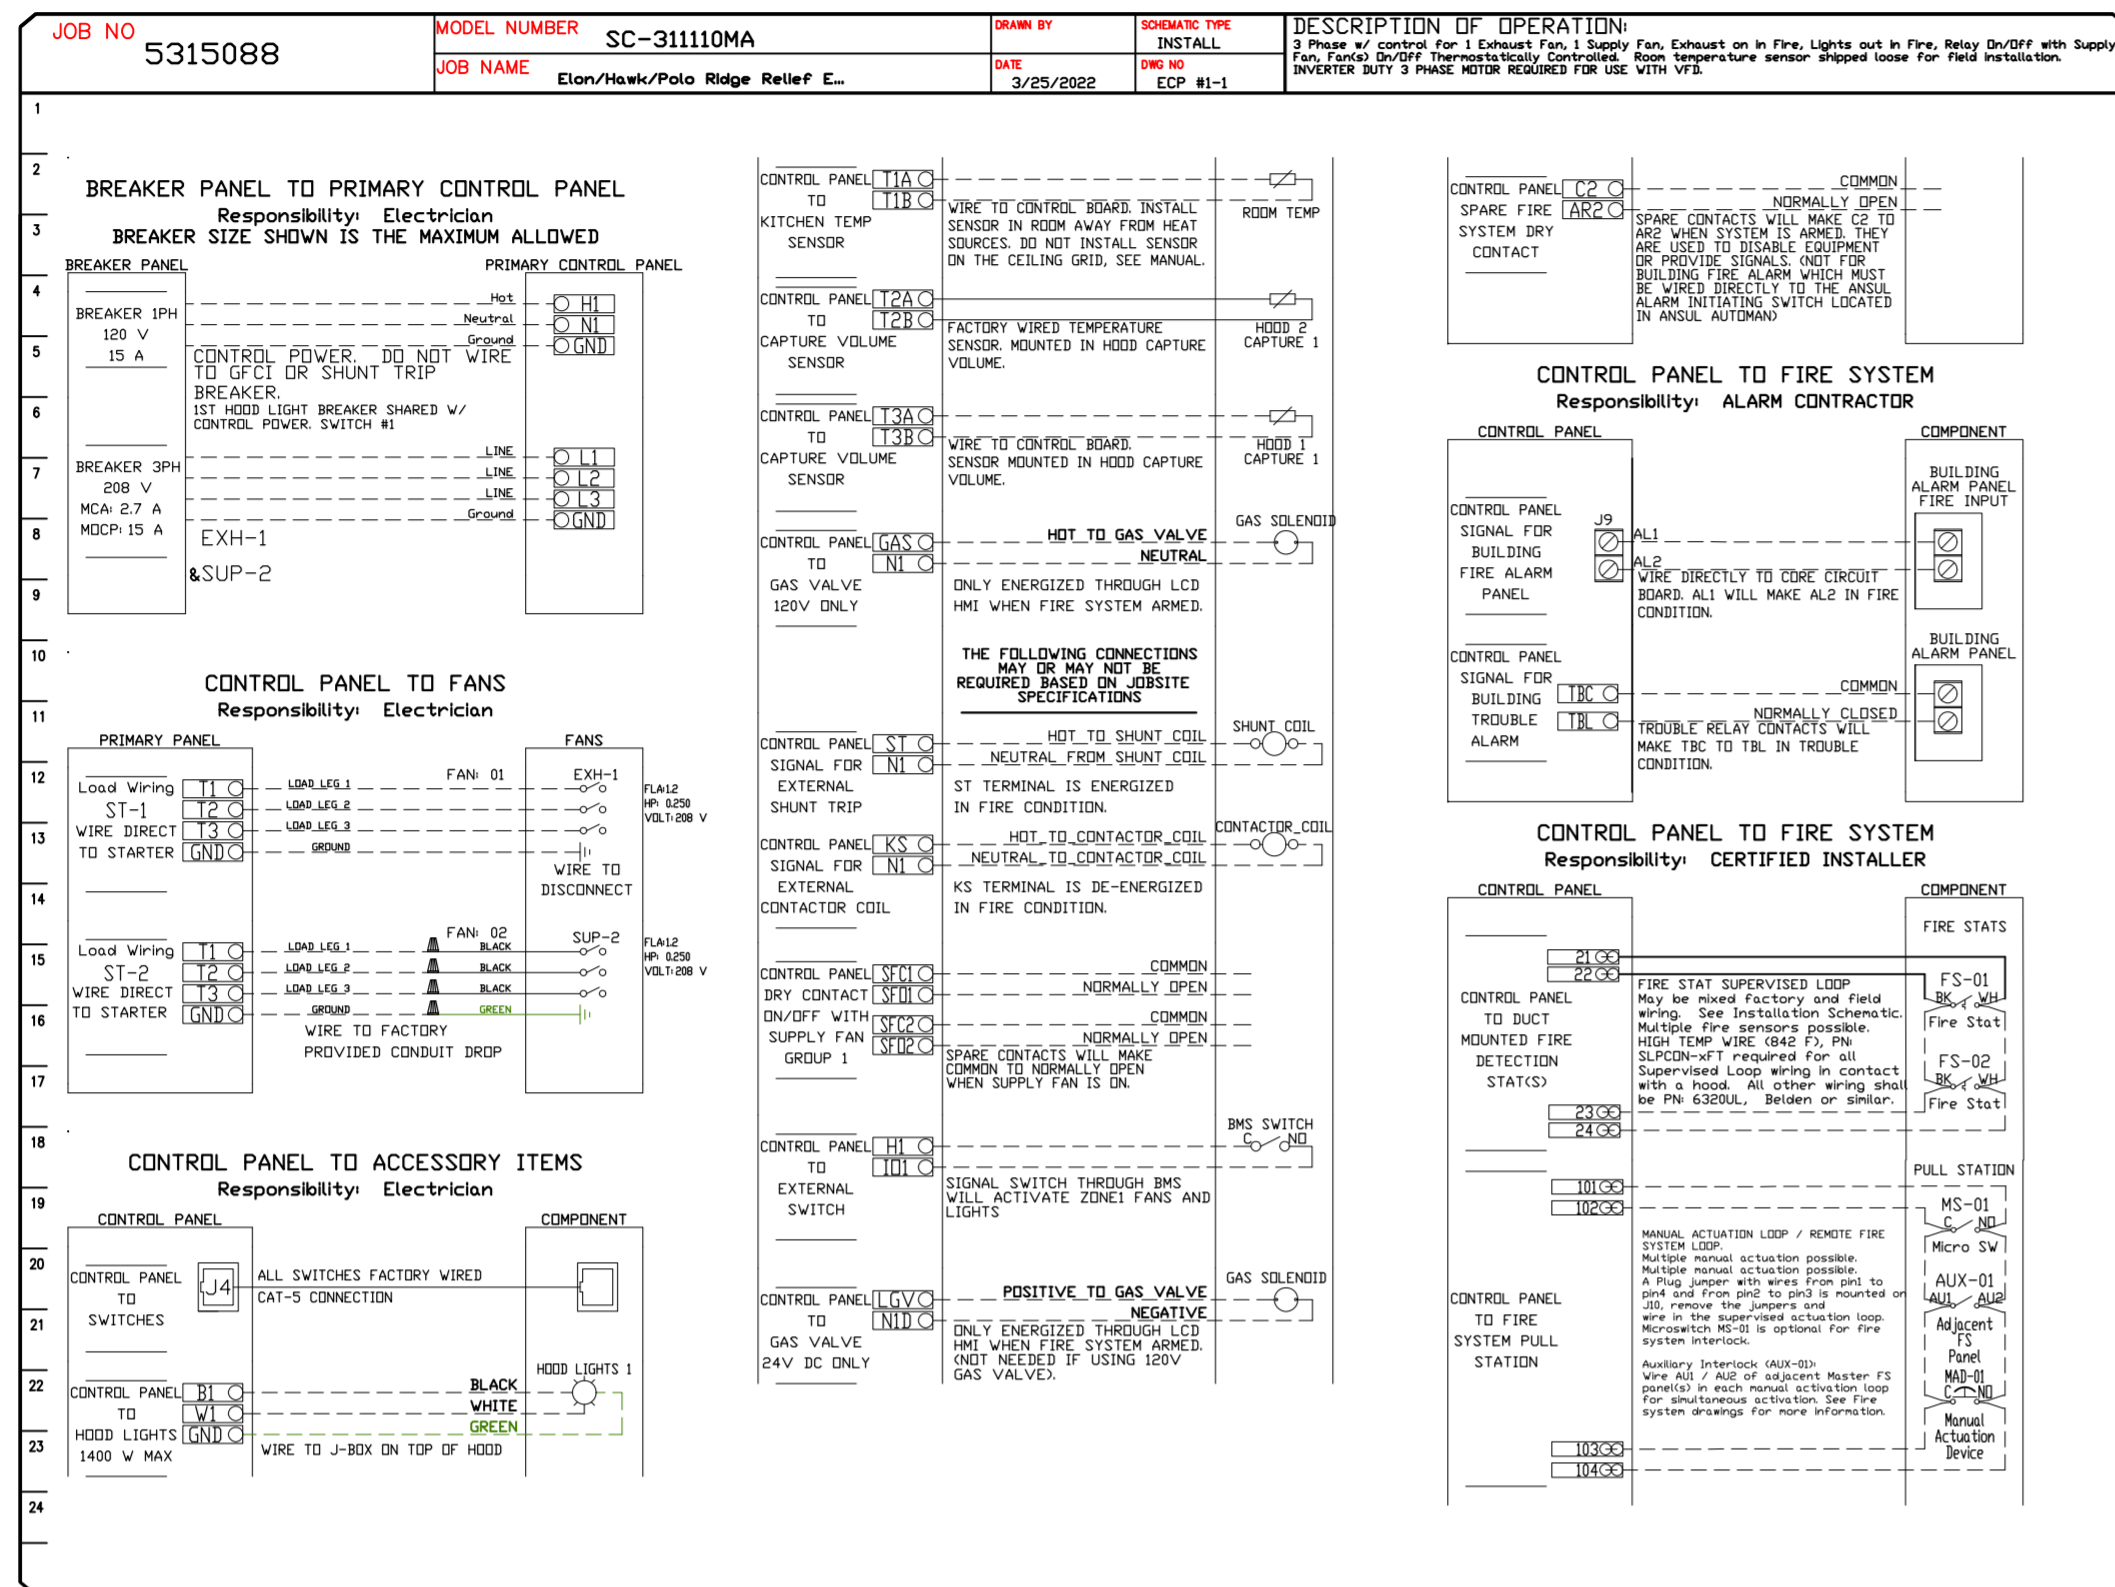 JOB NO
5315088
MODEL NUMBER
SC-311110MA
JOB NAME
Elon/Hawk/Polo Ridge Relief E...
DRAWN BY
DATE
3/25/2022
SCHEMATIC TYPE
INSTALL
DWG NO
ECP #1-1
DESCRIPTION OF OPERATION:
3 Phase w/ control for 1 Exhaust Fan, 1 Supply Fan, Exhaust on in Fire, Lights out in Fire, Relay On/Off with Supply
Fan, Fan(s) On/Off Thermostatically Controlled. Room temperature sensor shipped loose for field installation.
INVERTER DUTY 3 PHASE MOTOR REQUIRED FOR USE WITH VFD.
1
2
3
4
5
6
7
8
9
10
11
12
13
14
15
16
17
18
19
20
21
22
23
24
BREAKER PANEL TO PRIMARY CONTROL PANEL
Responsibility: Electrician
BREAKER SIZE SHOWN IS THE MAXIMUM ALLOWED
BREAKER PANEL
PRIMARY CONTROL PANEL
BREAKER 1PH
120 V
15 A
Hot
H1
Neutral
N1
Ground
GND
CONTROL POWER. DO NOT WIRE
TO GFCI OR SHUNT TRIP
BREAKER.
1ST HOOD LIGHT BREAKER SHARED W/
CONTROL POWER. SWITCH #1
BREAKER 3PH
208 V
MCA: 2.7 A
MOCP: 15 A
LINE
L1
LINE
L2
LINE
L3
Ground
GND
EXH-1
&SUP-2
CONTROL PANEL TO FANS
Responsibility: Electrician
PRIMARY PANEL
FANS
Load Wiring
ST-1
WIRE DIRECT
TO STARTER
T1
T2
T3
GND
LOAD LEG 1
LOAD LEG 2
LOAD LEG 3
GROUND
FAN: 01
EXH-1
FLA:1.2
HP: 0.250
VOLT: 208 V
WIRE TO
DISCONNECT
Load Wiring
ST-2
WIRE DIRECT
TO STARTER
T1
T2
T3
GND
LOAD LEG 1
LOAD LEG 2
LOAD LEG 3
GROUND
FAN: 02
BLACK
BLACK
BLACK
GREEN
SUP-2
FLA:1.2
HP: 0.250
VOLT: 208 V
WIRE TO FACTORY
PROVIDED CONDUIT DROP
CONTROL PANEL TO ACCESSORY ITEMS
Responsibility: Electrician
CONTROL PANEL
COMPONENT
CONTROL PANEL
TO
SWITCHES
J4
ALL SWITCHES FACTORY WIRED
CAT-5 CONNECTION
CONTROL PANEL
TO
HOOD LIGHTS
1400 W MAX
B1
W1
GND
BLACK
WHITE
GREEN
HOOD LIGHTS 1
WIRE TO J-BOX ON TOP OF HOOD
CONTROL PANEL
TO
KITCHEN TEMP
SENSOR
T1A
T1B
WIRE TO CONTROL BOARD. INSTALL
SENSOR IN ROOM AWAY FROM HEAT
SOURCES. DO NOT INSTALL SENSOR
ON THE CEILING GRID, SEE MANUAL.
ROOM TEMP
CONTROL PANEL
TO
CAPTURE VOLUME
SENSOR
T2A
T2B
FACTORY WIRED TEMPERATURE
SENSOR. MOUNTED IN HOOD CAPTURE
VOLUME.
HOOD 2
CAPTURE 1
CONTROL PANEL
TO
CAPTURE VOLUME
SENSOR
T3A
T3B
WIRE TO CONTROL BOARD.
SENSOR MOUNTED IN HOOD CAPTURE
VOLUME.
HOOD 1
CAPTURE 1
CONTROL PANEL
TO
GAS VALVE
120V ONLY
GAS
N1
HOT TO GAS VALVE
NEUTRAL
GAS SOLENOID
ONLY ENERGIZED THROUGH LCD
HMI WHEN FIRE SYSTEM ARMED.
THE FOLLOWING CONNECTIONS
MAY OR MAY NOT BE
REQUIRED BASED ON JOBSITE
SPECIFICATIONS
CONTROL PANEL
SIGNAL FOR
EXTERNAL
SHUNT TRIP
ST
N1
HOT TO SHUNT COIL
NEUTRAL FROM SHUNT COIL
SHUNT COIL
ST TERMINAL IS ENERGIZED
IN FIRE CONDITION.
CONTROL PANEL
SIGNAL FOR
EXTERNAL
CONTACTOR COIL
KS
N1
HOT TO CONTACTOR COIL
NEUTRAL TO CONTACTOR COIL
CONTACTOR COIL
KS TERMINAL IS DE-ENERGIZED
IN FIRE CONDITION.
CONTROL PANEL
DRY CONTACT
ON/OFF WITH
SUPPLY FAN
GROUP 1
SFC1
SFO1
SFC2
SFO2
COMMON
NORMALLY OPEN
COMMON
NORMALLY OPEN
SPARE CONTACTS WILL MAKE
COMMON TO NORMALLY OPEN
WHEN SUPPLY FAN IS ON.
CONTROL PANEL
TO
EXTERNAL
SWITCH
H1
IO1
BMS SWITCH
C NO
SIGNAL SWITCH THROUGH BMS
WILL ACTIVATE ZONE1 FANS AND
LIGHTS
CONTROL PANEL
TO
GAS VALVE
24V DC ONLY
LGV
N1D
POSITIVE TO GAS VALVE
NEGATIVE
GAS SOLENOID
ONLY ENERGIZED THROUGH LCD
HMI WHEN FIRE SYSTEM ARMED.
(NOT NEEDED IF USING 120V
GAS VALVE).
CONTROL PANEL
SPARE FIRE
SYSTEM DRY
CONTACT
C2
AR2
COMMON
NORMALLY OPEN
SPARE CONTACTS WILL MAKE C2 TO
AR2 WHEN SYSTEM IS ARMED. THEY
ARE USED TO DISABLE EQUIPMENT
OR PROVIDE SIGNALS. (NOT FOR
BUILDING FIRE ALARM WHICH MUST
BE WIRED DIRECTLY TO THE ANSUL
ALARM INITIATING SWITCH LOCATED
IN ANSUL AUTOMAN)
CONTROL PANEL TO FIRE SYSTEM
Responsibility: ALARM CONTRACTOR
CONTROL PANEL
COMPONENT
CONTROL PANEL
SIGNAL FOR
BUILDING
FIRE ALARM
PANEL
J9
AL1
AL2
WIRE DIRECTLY TO CORE CIRCUIT
BOARD. AL1 WILL MAKE AL2 IN FIRE
CONDITION.
BUILDING
ALARM PANEL
FIRE INPUT
CONTROL PANEL
SIGNAL FOR
BUILDING
TROUBLE
ALARM
TBC
TBL
COMMON
NORMALLY CLOSED
TROUBLE RELAY CONTACTS WILL
MAKE TBC TO TBL IN TROUBLE
CONDITION.
BUILDING
ALARM PANEL
CONTROL PANEL TO FIRE SYSTEM
Responsibility: CERTIFIED INSTALLER
CONTROL PANEL
COMPONENT
CONTROL PANEL
TO DUCT
MOUNTED FIRE
DETECTION
STAT(S)
21
22
23
24
FIRE STAT SUPERVISED LOOP
May be mixed factory and field
wiring. See Installation Schematic.
Multiple fire sensors possible.
HIGH TEMP WIRE (842 F), PN:
SLPCON-xFT required for all
Supervised Loop wiring in contact
with a hood. All other wiring shall
be PN: 6320UL, Belden or similar.
FIRE STATS
FS-01
BK WH
Fire Stat
FS-02
BK WH
Fire Stat
CONTROL PANEL
TO FIRE
SYSTEM PULL
STATION
101
102
103
104
MANUAL ACTUATION LOOP / REMOTE FIRE
SYSTEM LOOP.
Multiple manual actuation possible.
Multiple manual actuation possible.
A Plug jumper with wires from pin1 to
pin4 and from pin2 to pin3 is mounted on
J10, remove the jumpers and
wire in the supervised actuation loop.
Microswitch MS-01 is optional for fire
system interlock.
Auxiliary Interlock (AUX-01):
Wire AU1 / AU2 of adjacent Master FS
panel(s) in each manual activation loop
for simultaneous activation. See Fire
system drawings for more information.
PULL STATION
MS-01
C NO
Micro SW
AUX-01
AU1 AU2
Adjacent
FS
Panel
MAD-01
C NO
Manual
Actuation
Device